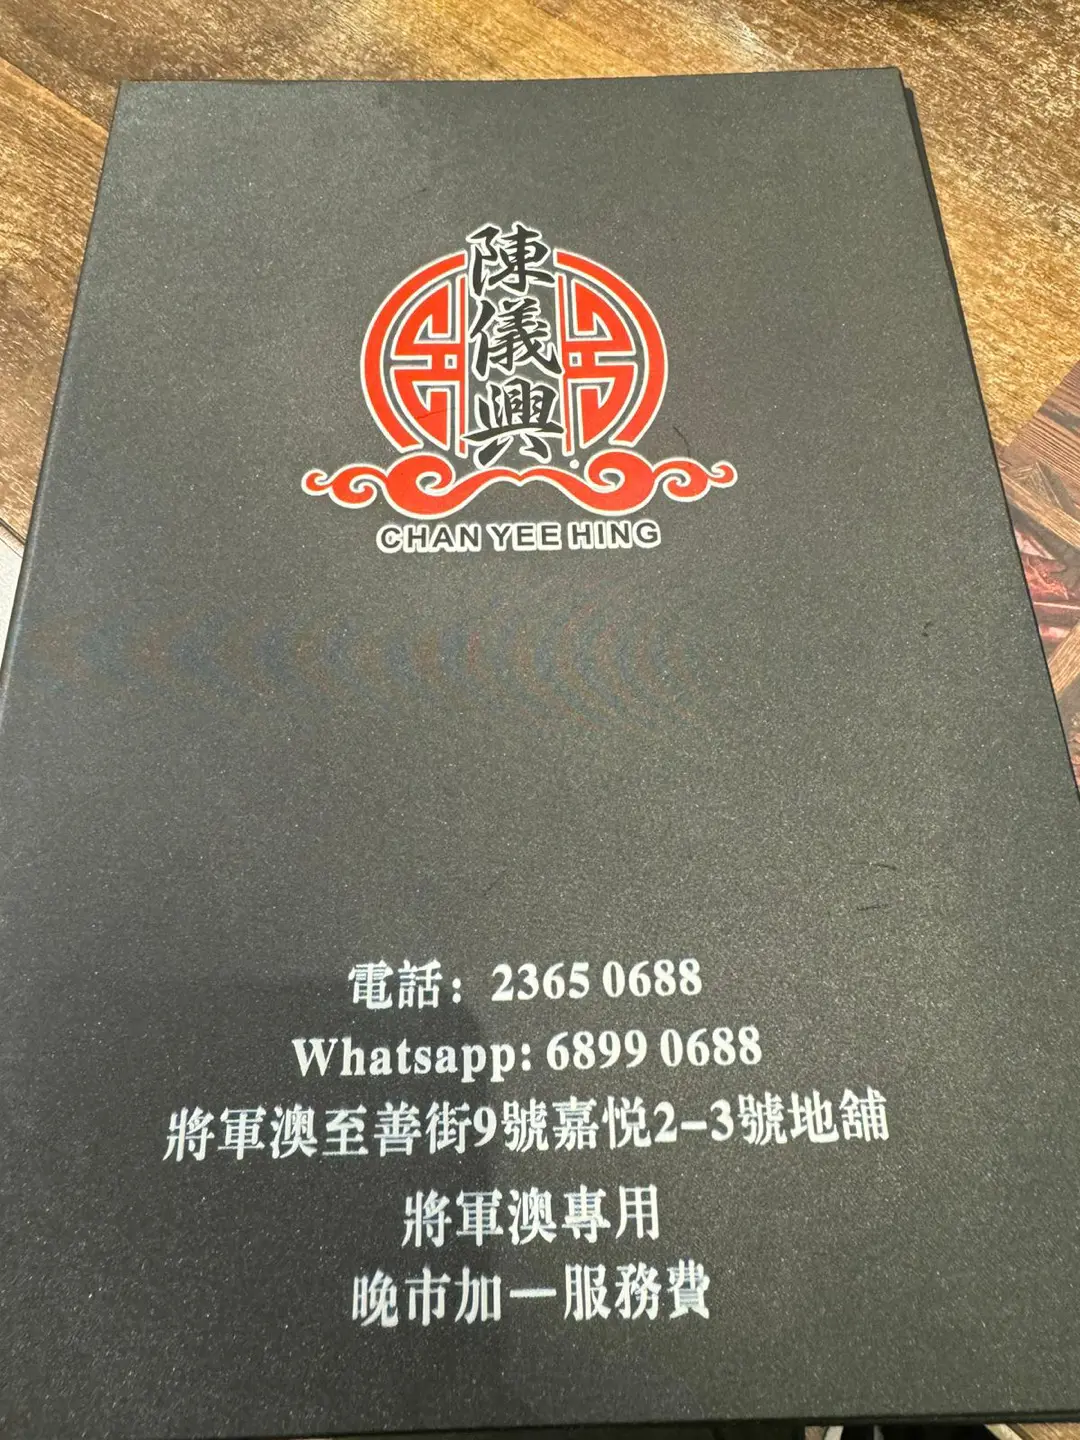 陳儀興
CHAN YEE HING
電話: 2365 0688
Whatsapp: 6899 0688
將軍澳至善街9號嘉悦2-3號地舖
將軍澳專用
晚市加一服務費